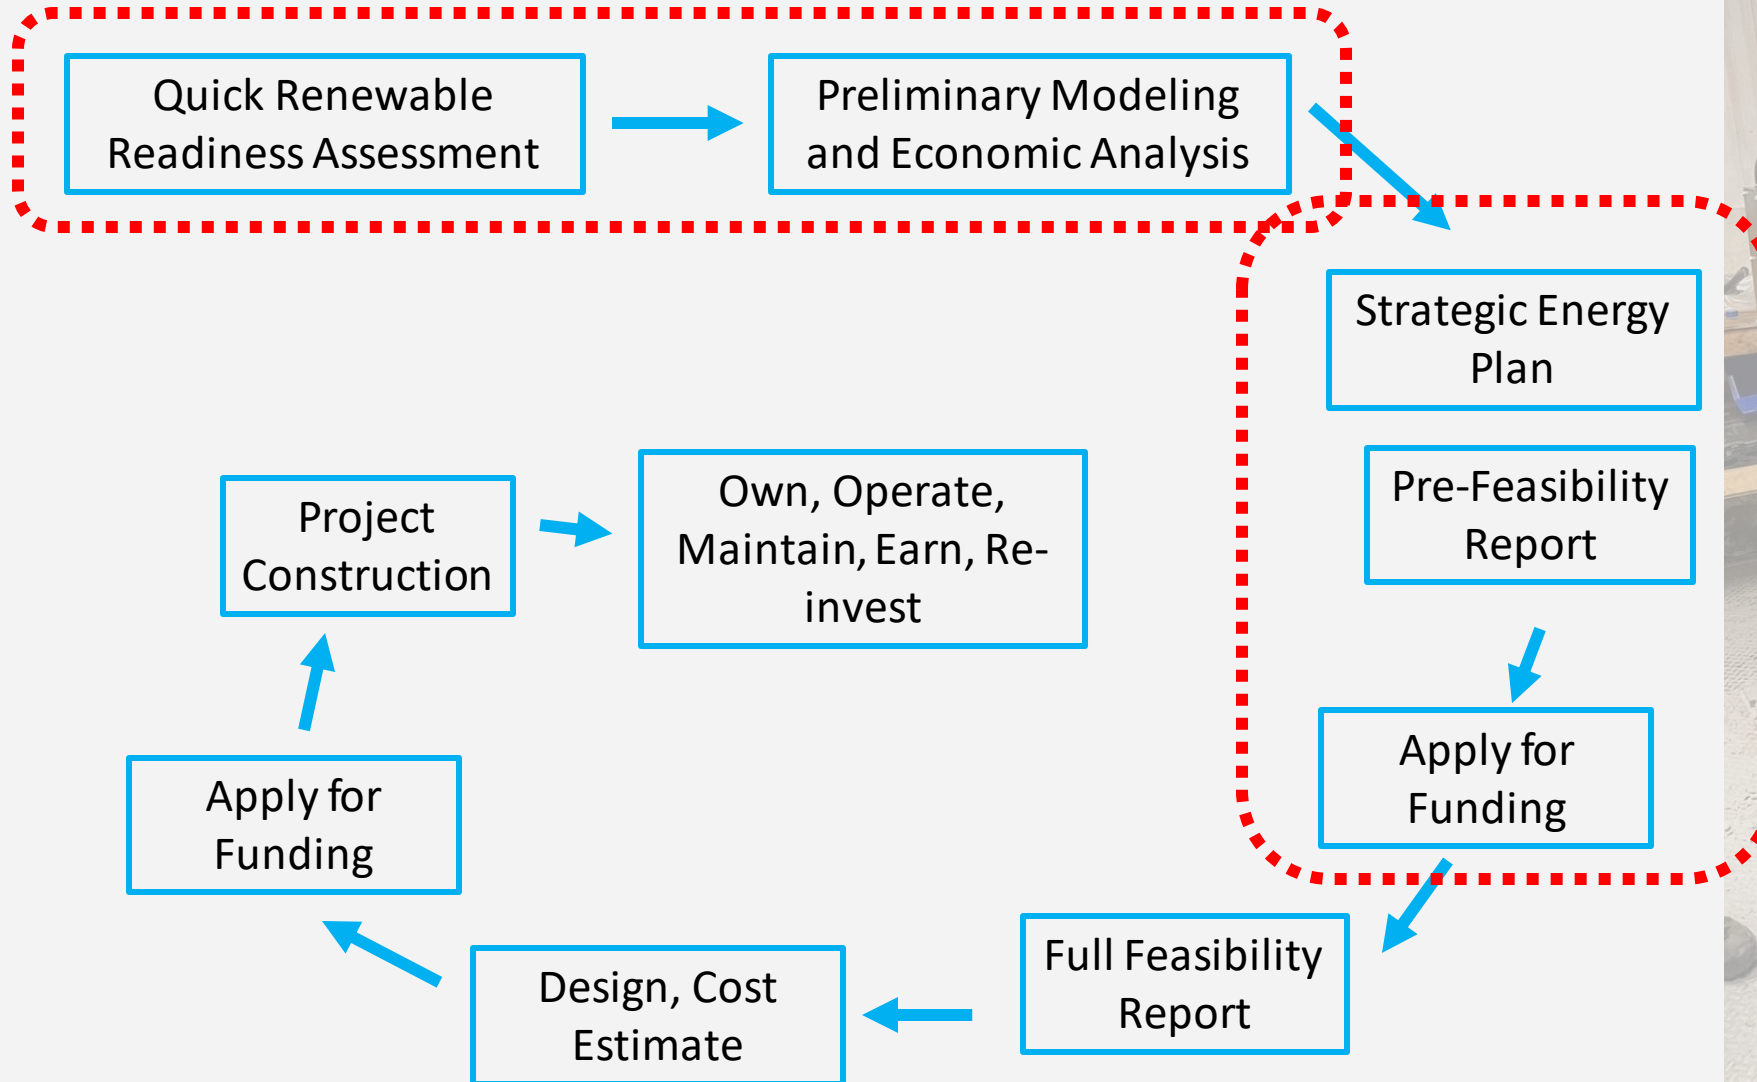 Quick Renewable
Readiness Assessment
Preliminary Modeling
and Economic Analysis
Strategic Energy
Plan
Pre-Feasibility
Report
Apply for
Funding
Full Feasibility
Report
Design, Cost
Estimate
Apply for
Funding
Project
Construction
Own, Operate,
Maintain, Earn, Re-
invest